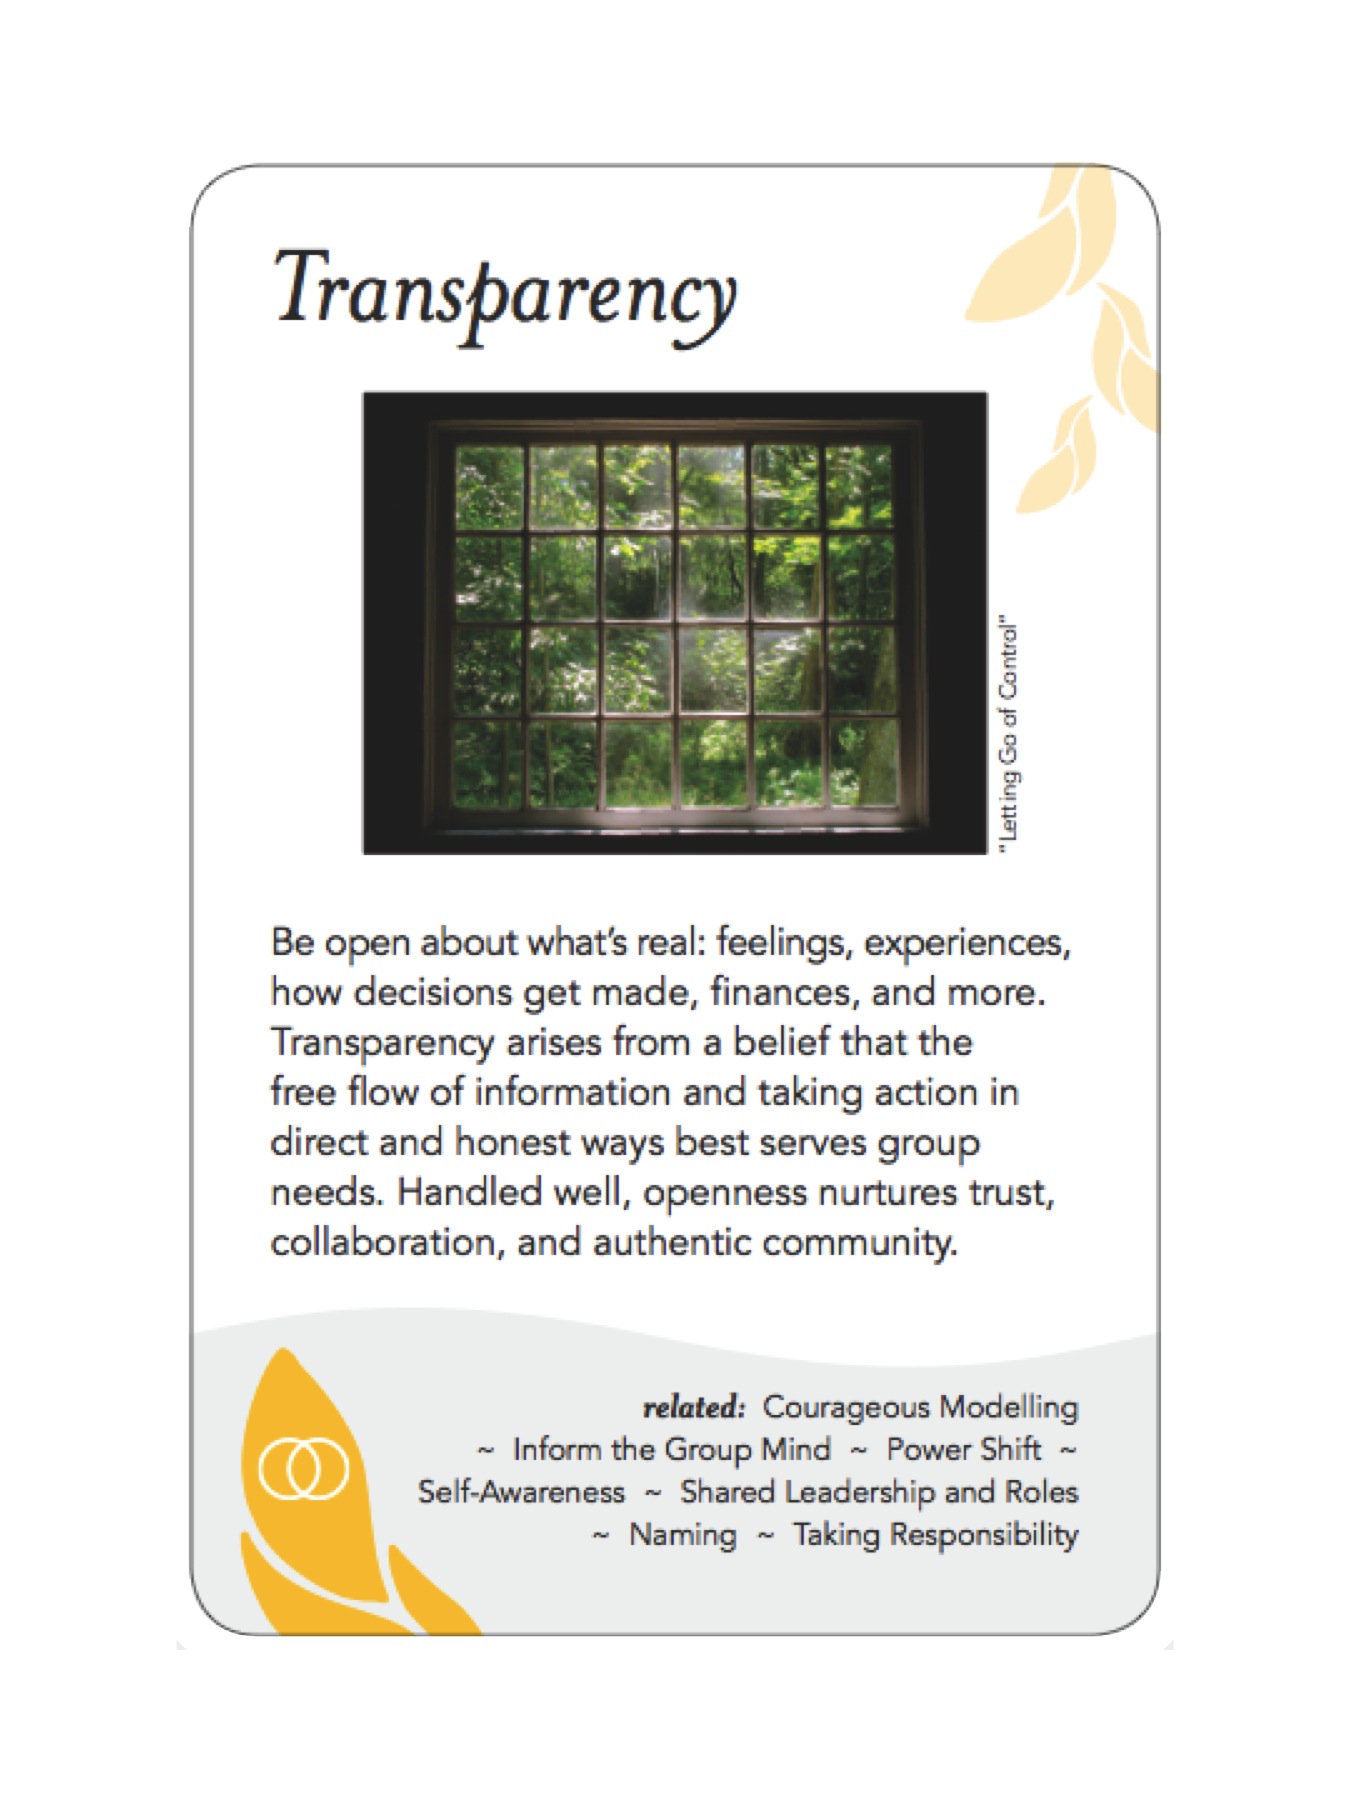 Transparency
"Letting Go of Control"
Be open about what’s real: feelings, experiences,
how decisions get made, finances, and more.
Transparency arises from a belief that the
free flow of information and taking action in
direct and honest ways best serves group
needs. Handled well, openness nurtures trust,
collaboration, and authentic community.
related: Courageous Modelling
~ Inform the Group Mind ~ Power Shift ~
Self-Awareness ~ Shared Leadership and Roles
~ Naming ~ Taking Responsibility